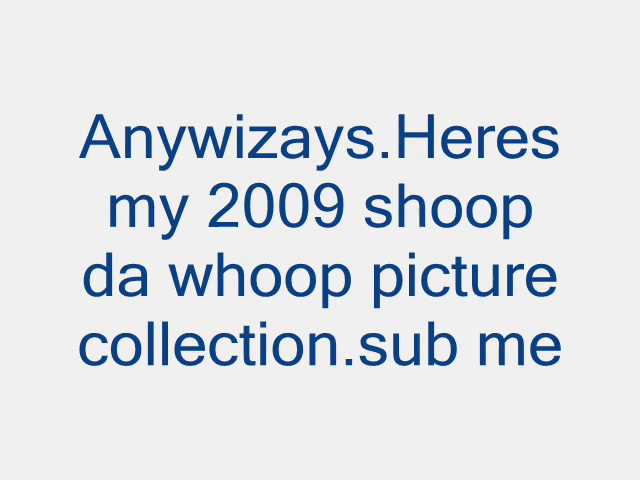 Anywizays.Heres
my 2009 shoop
da whoop picture
collection.sub me